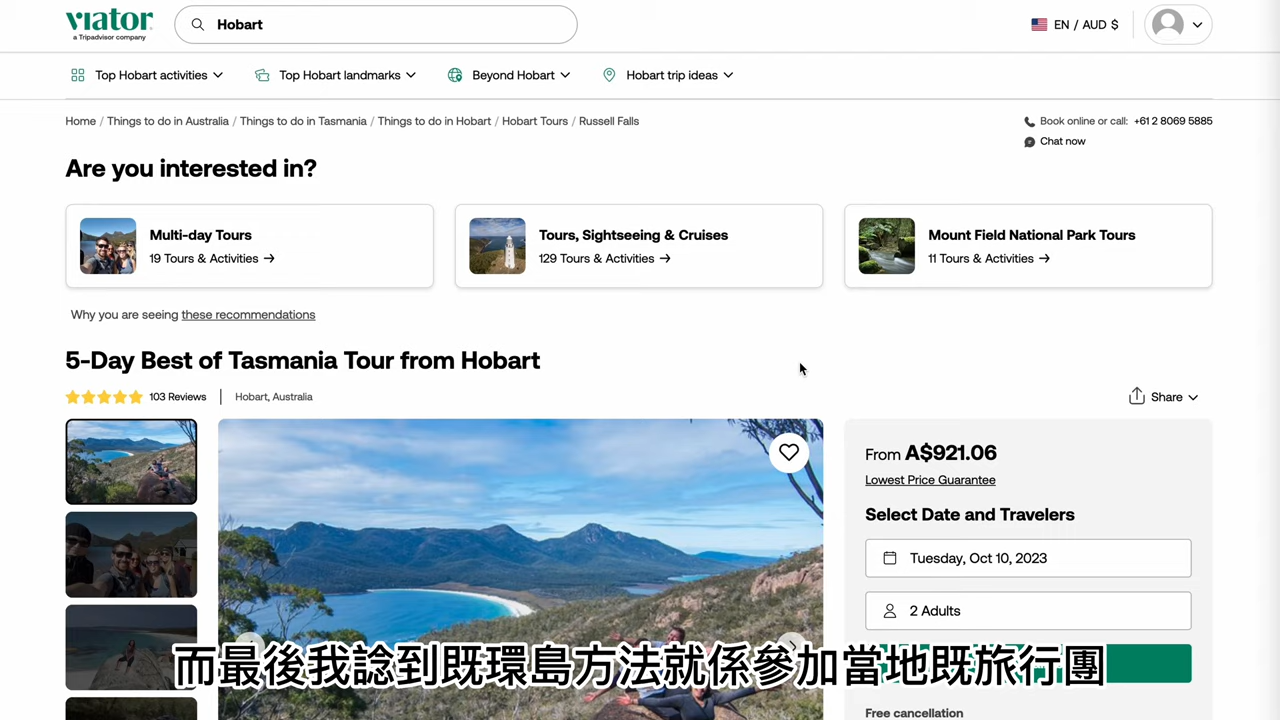 viator
a Tripadvisor company
Hobart
EN / AUD $
Top Hobart activities
Top Hobart landmarks
Beyond Hobart
Hobart trip ideas
Home / Things to do in Australia / Things to do in Tasmania / Things to do in Hobart / Hobart Tours / Russell Falls
Book online or call: +61 2 8069 5885
Chat now
Are you interested in?
Multi-day Tours
19 Tours & Activities →
Tours, Sightseeing & Cruises
129 Tours & Activities →
Mount Field National Park Tours
11 Tours & Activities →
Why you are seeing these recommendations
5-Day Best of Tasmania Tour from Hobart
103 Reviews
Hobart, Australia
Share
From A$921.06
Lowest Price Guarantee
Select Date and Travelers
Tuesday, Oct 10, 2023
2 Adults
而最後我諗到既環島方法就係參加當地既旅行團
Free cancellation